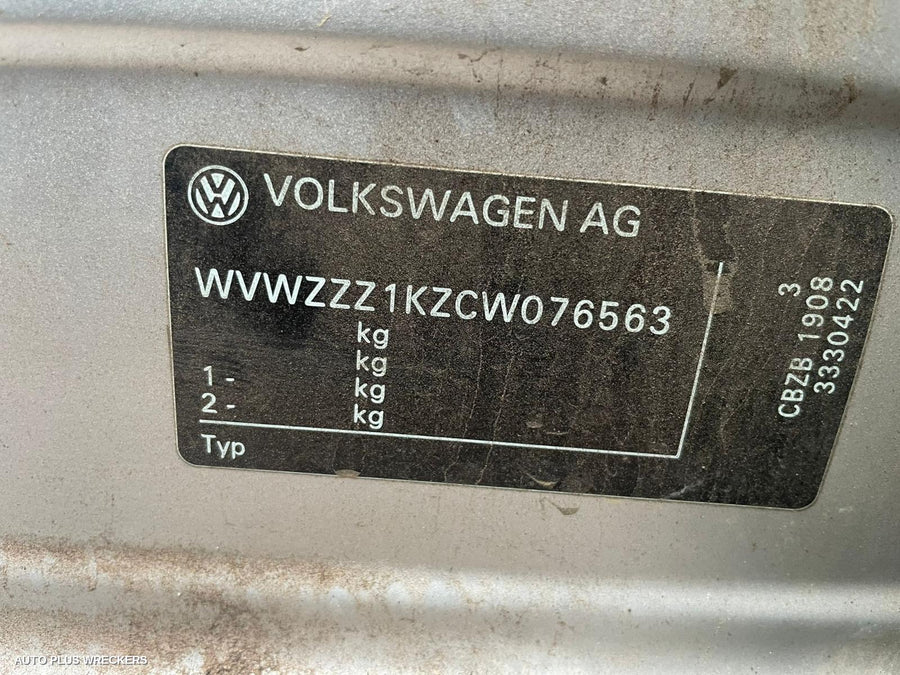 VOLKSWAGEN AG
WVWZZZ1KZCW076563
kg
kg
1 - kg
2 - kg
Typ
3
CBZB 1908
3330422
AUTO PLUS WRECKERS